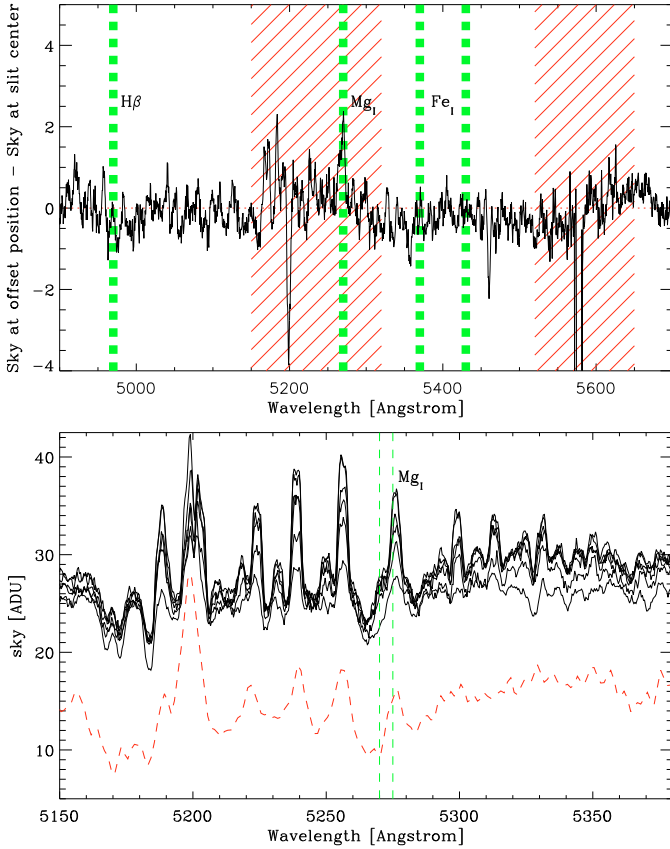 Sky at offset position − Sky at slit center
4
2
0
-2
-4
Hβ
MgI
FeI
5000
5200
5400
5600
Wavelength [Angstrom]
sky [ADU]
40
30
20
10
MgI
5150
5200
5250
5300
5350
Wavelength [Angstrom]